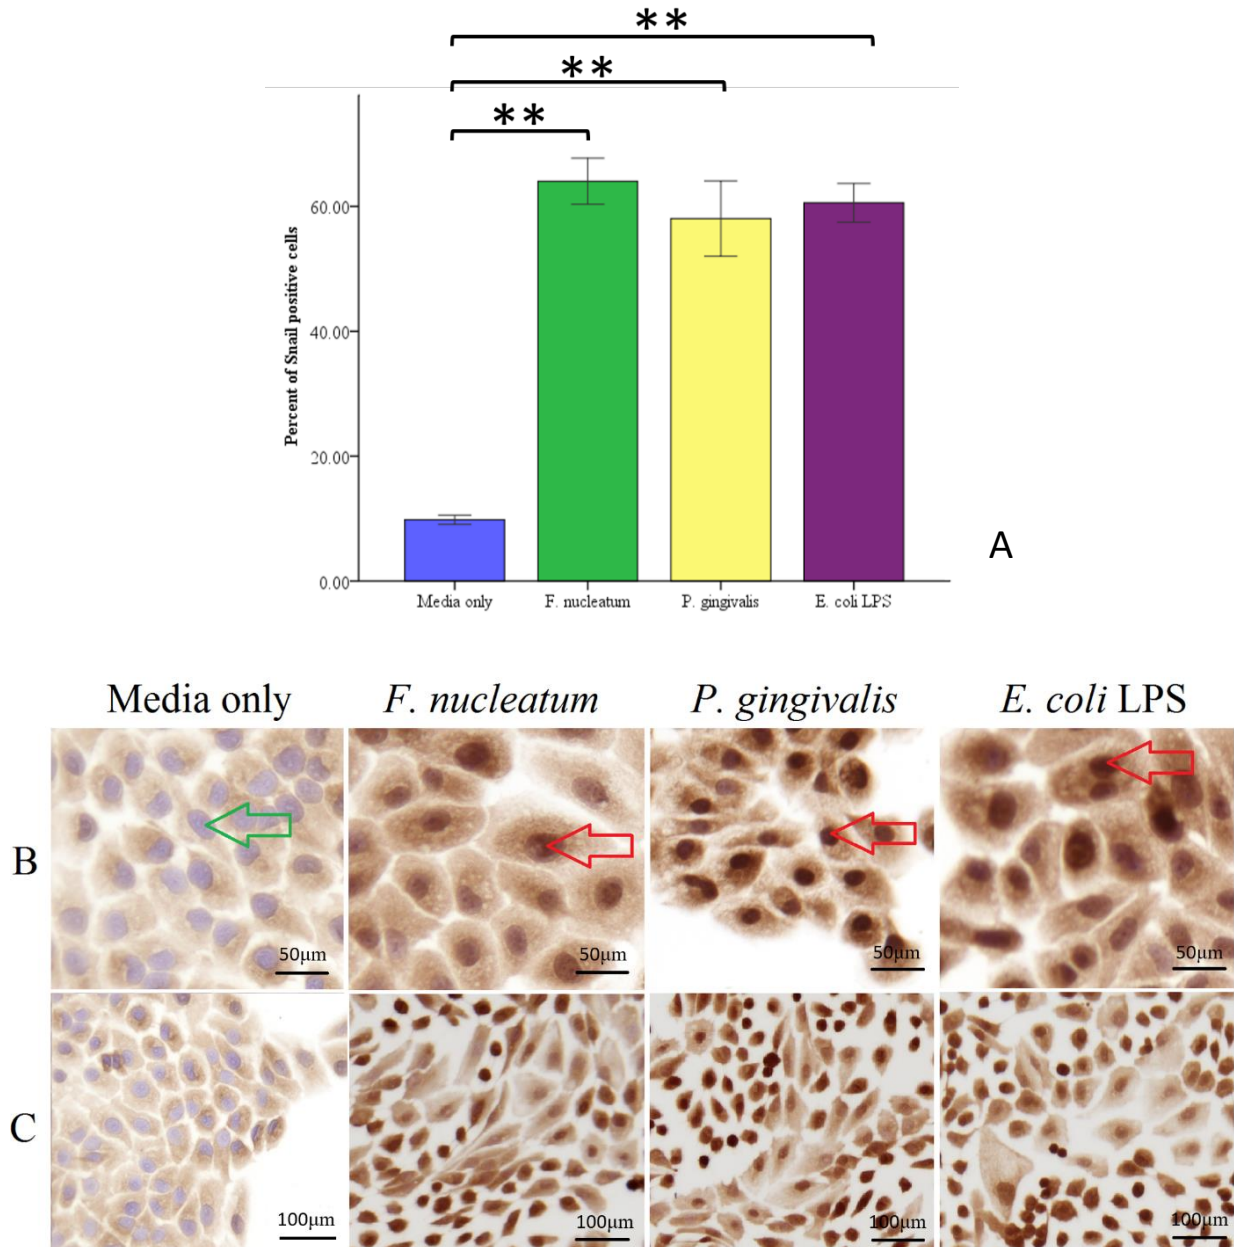 **
**
**
Percent of Snail positive cells
60.00
40.00
20.00
0.00
Media only F. nucleatum P. gingivalis E. coli LPS
A
Media only F. nucleatum P. gingivalis E. coli LPS
B
50μm 50μm 50μm 50μm
C
100μm 100μm 100μm 100μm